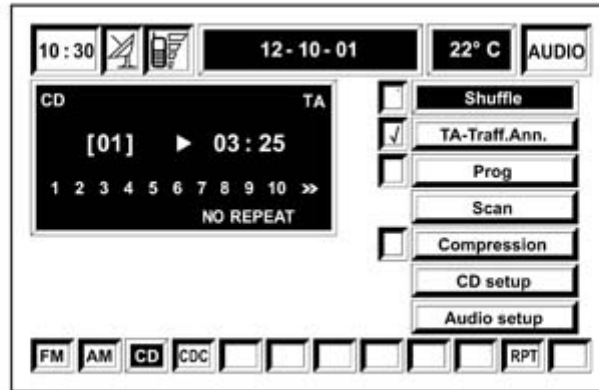 10:30 12-10-01 22° C AUDIO
CD TA
[01] 03:25
1 2 3 4 5 6 7 8 9 10 »
NO REPEAT
Shuffle
√ TA-Traff.Ann.
Prog
Scan
Compression
CD setup
Audio setup
FM AM CD CDC RPT